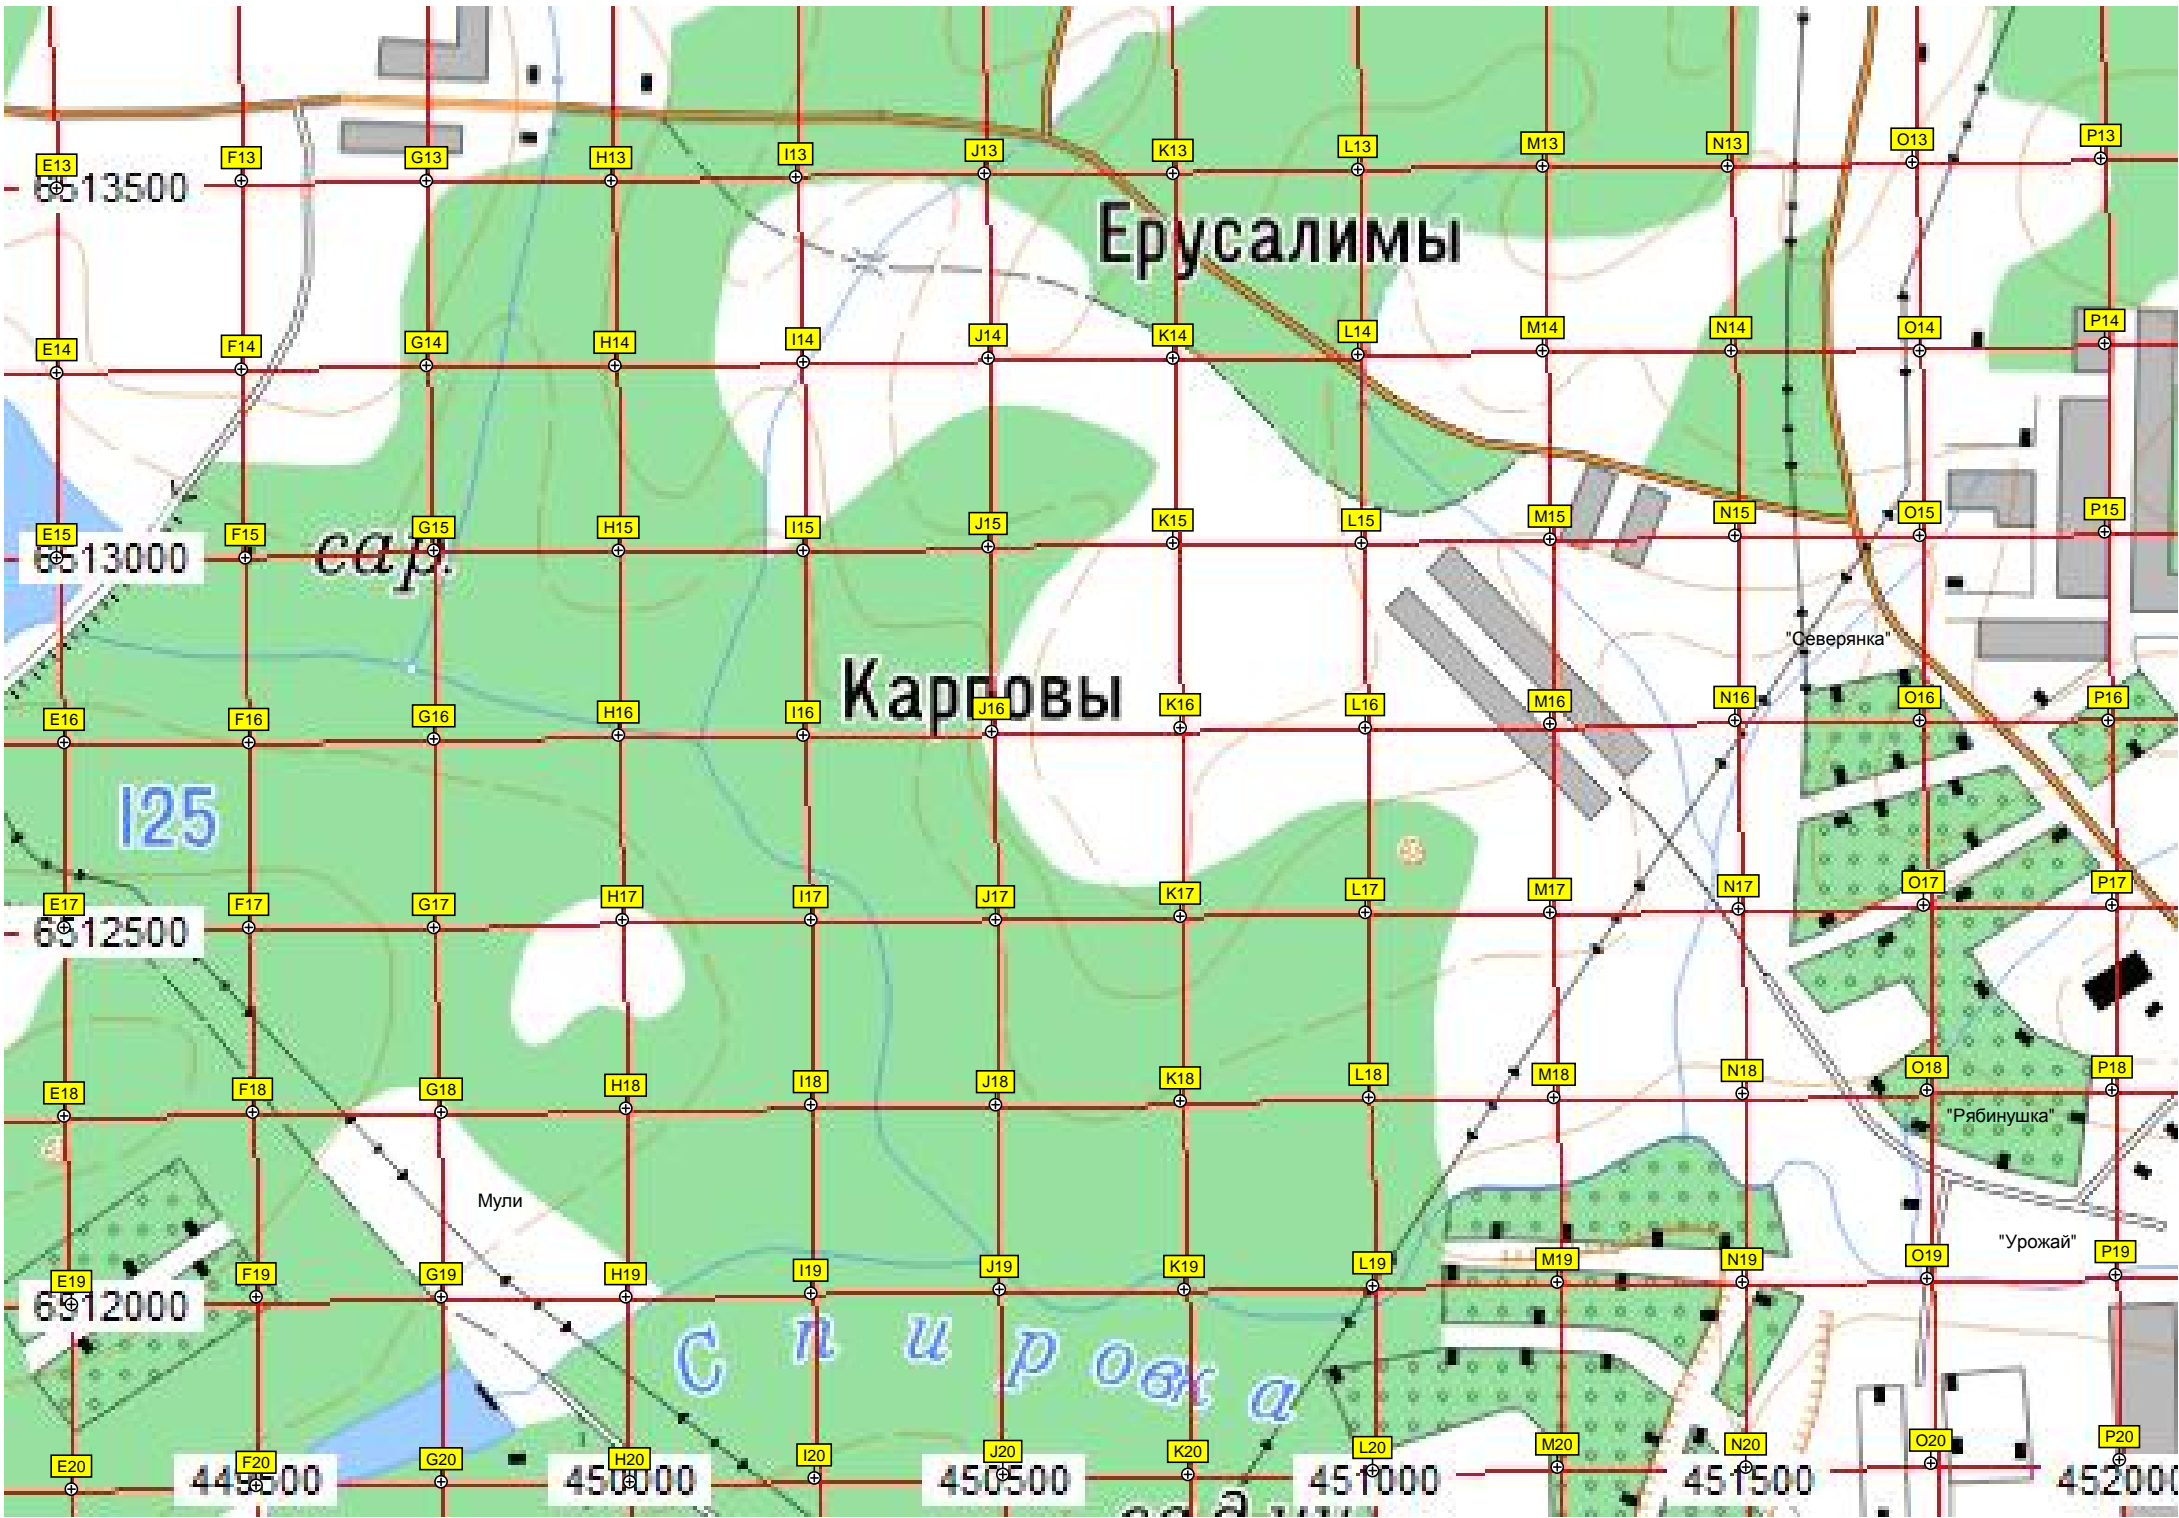 E13 F13 G13 H13 I13 J13 K13 L13 M13 N13 O13 P13
6513500
Ерусалимы
E14 F14 G14 H14 I14 J14 K14 L14 M14 N14 O14 P14
E15 F15 G15 H15 I15 J15 K15 L15 M15 N15 O15 P15
6513000
сар.
"Северянка"
Карповы
E16 F16 G16 H16 I16 J16 K16 L16 M16 N16 O16 P16
125
E17 F17 G17 H17 I17 J17 K17 L17 M17 N17 O17 P17
6512500
E18 F18 G18 H18 I18 J18 K18 L18 M18 N18 O18 P18
"Рябинушка"
Мули
"Урожай"
E19 F19 G19 H19 I19 J19 K19 L19 M19 N19 O19 P19
6512000
Спировка
E20 F20 G20 H20 I20 J20 K20 L20 M20 N20 O20 P20
449500 450000 450500 451000 451500 452000